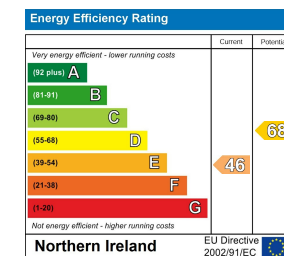 Energy Efficiency Rating
Current Potentia
Very energy efficient - lower running costs
(92 plus) A
(81-91) B
(69-80) C
(55-68) D
(39-54) E
(21-38) F
(1-20) G
46
68
Not energy efficient - higher running costs
Northern Ireland
EU Directive
2002/91/EC